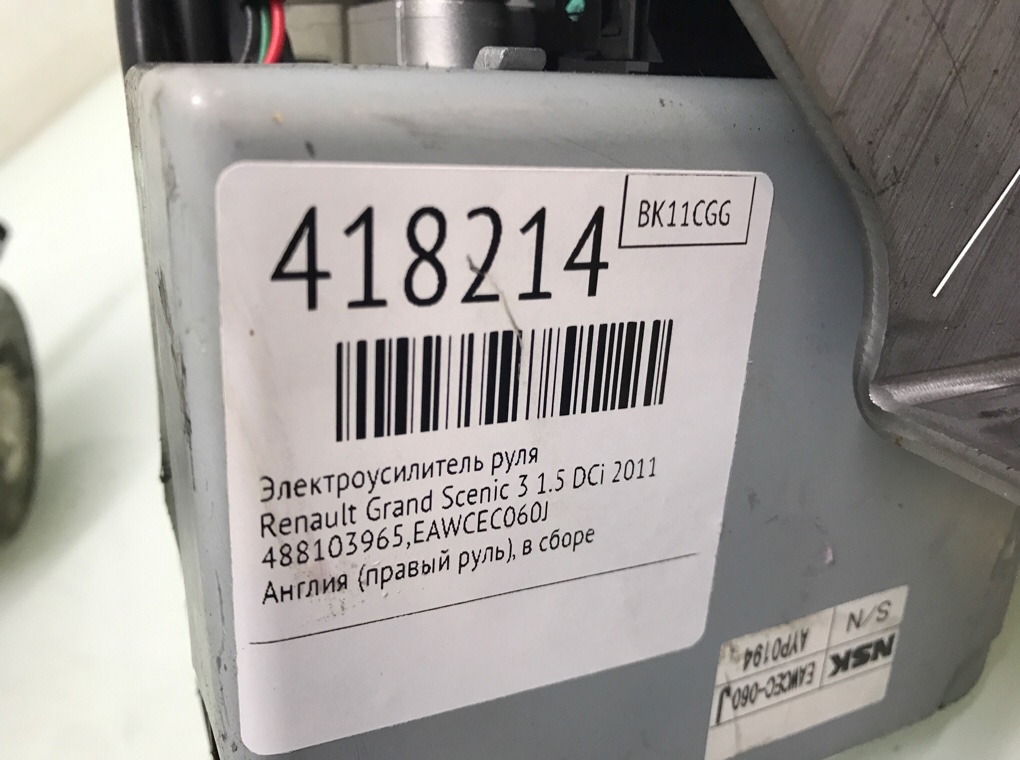 418214
BK11CGG
Электроусилитель руля
Renault Grand Scenic 3 1.5 DCi 2011
488103965,EAWCEC060J
Англия (правый руль), в сборе
NSK EAWCEC-060J
S/N AYP0194